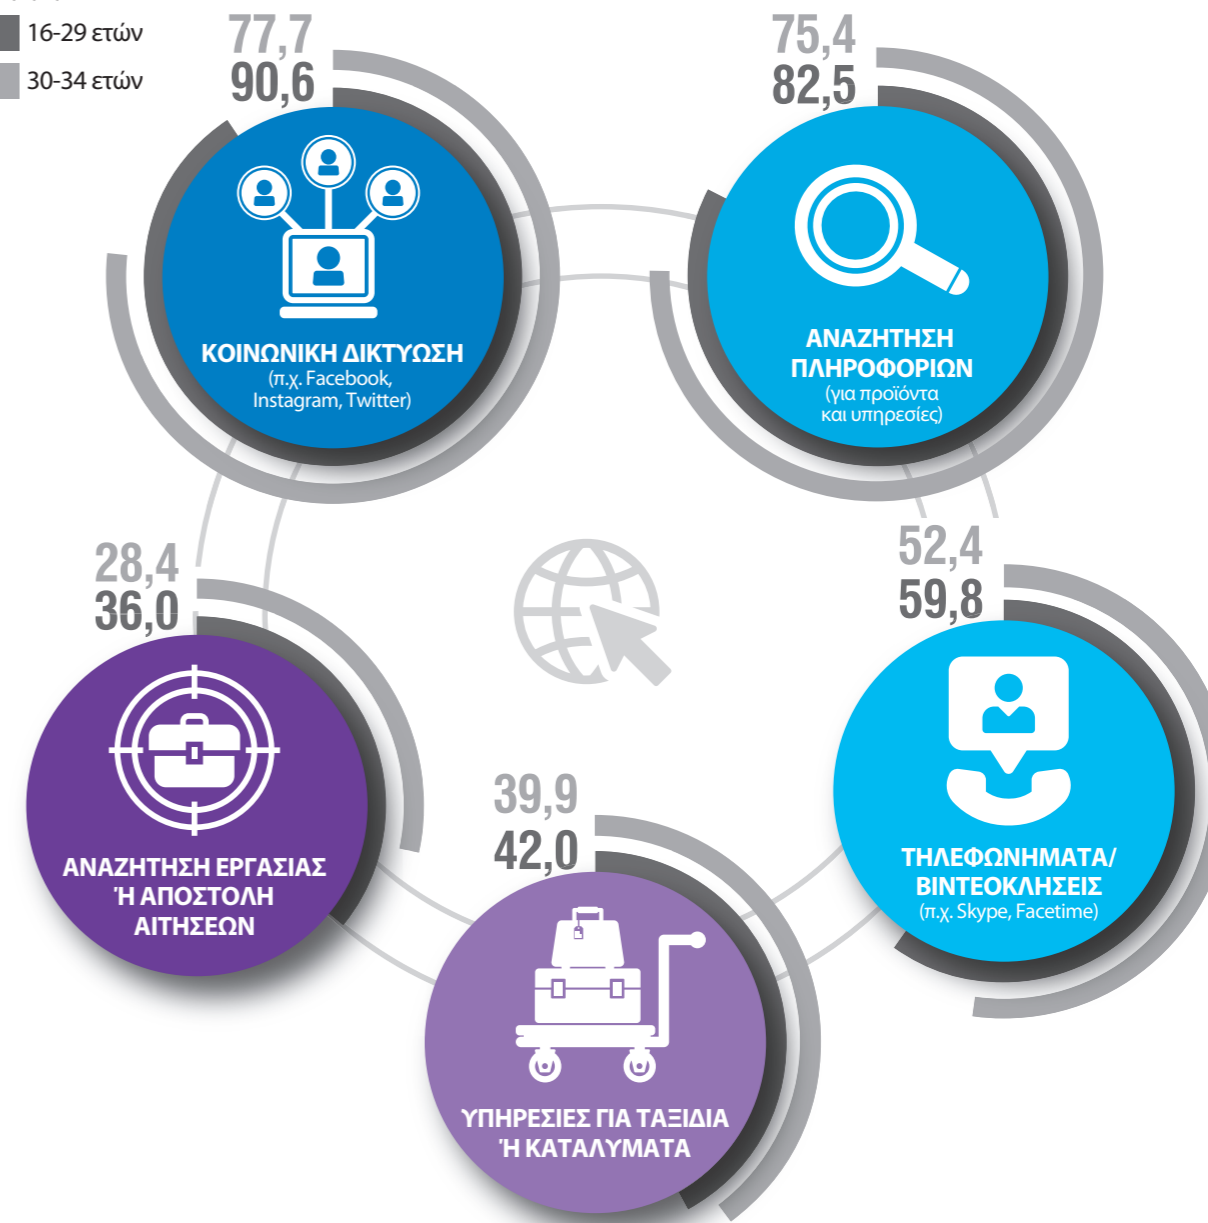 16-29 ετών
30-34 ετών
77,7
90,6
ΚΟΙΝΩΝΙΚΗ ΔΙΚΤΥΩΣΗ
(π.χ. Facebook,
Instagram, Twitter)
75,4
82,5
ΑΝΑΖΗΤΗΣΗ
ΠΛΗΡΟΦΟΡΙΩΝ
(για προϊόντα
και υπηρεσίες)
28,4
36,0
ΑΝΑΖΗΤΗΣΗ ΕΡΓΑΣΙΑΣ
Ή ΑΠΟΣΤΟΛΗ
ΑΙΤΗΣΕΩΝ
52,4
59,8
ΤΗΛΕΦΩΝΗΜΑΤΑ/
ΒΙΝΤΕΟΚΛΗΣΕΙΣ
(π.χ. Skype, Facetime)
39,9
42,0
ΥΠΗΡΕΣΙΕΣ ΓΙΑ ΤΑΞΙΔΙΑ
Ή ΚΑΤΑΛΥΜΑΤΑ